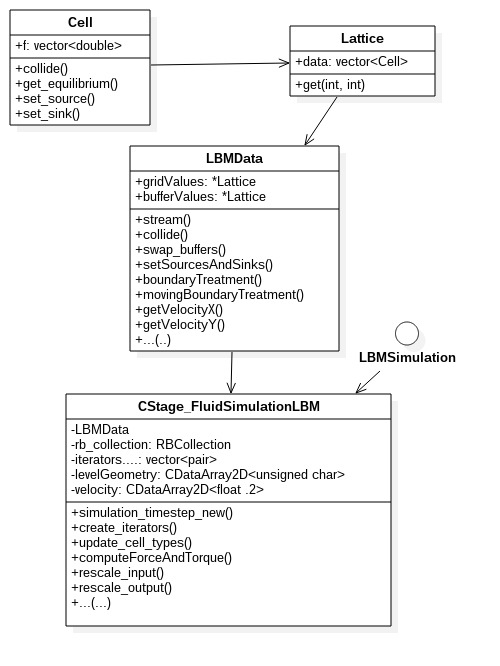 Cell
+f: vector<double>
+collide()
+get_equilibrium()
+set_source()
+set_sink()
Lattice
+data: vector<Cell>
+get(int, int)
LBMData
+gridValues: *Lattice
+bufferValues: *Lattice
+stream()
+collide()
+swap_buffers()
+setSourcesAndSinks()
+boundaryTreatment()
+movingBoundaryTreatment()
+getVelocityX()
+getVelocityY()
+...(..)
LBMSimulation
CStage_FluidSimulationLBM
-LBMData
-rb_collection: RBCollection
-iterators....: vector<pair>
-levelGeometry: CDataArray2D<unsigned char>
-velocity: CDataArray2D<float .2>
+simulation_timestep_new()
+create_iterators()
+update_cell_types()
+computeForceAndTorque()
+rescale_input()
+rescale_output()
+...(...)